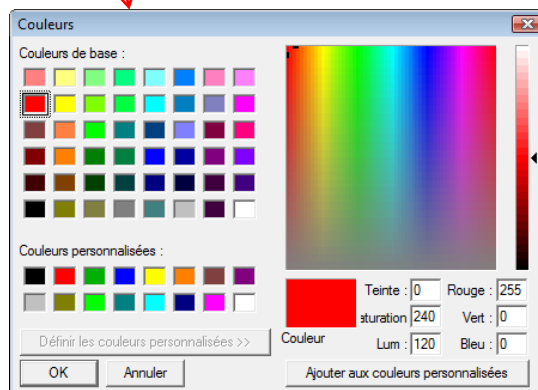 Couleurs
Couleurs de base :
Couleurs personnalisées :
Définir les couleurs personnalisées >>
OK
Annuler
Couleur
Teinte : 0
Rouge : 255
aturation 240
Vert : 0
Lum : 120
Bleu : 0
Ajouter aux couleurs personnalisées